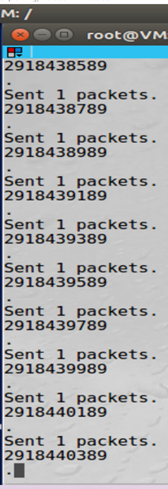 M: /
root@VM
2918438589
.
Sent 1 packets.
2918438789
.
Sent 1 packets.
2918438989
.
Sent 1 packets.
2918439189
.
Sent 1 packets.
2918439389
.
Sent 1 packets.
2918439589
.
Sent 1 packets.
2918439789
.
Sent 1 packets.
2918439989
.
Sent 1 packets.
2918440189
.
Sent 1 packets.
2918440389
.